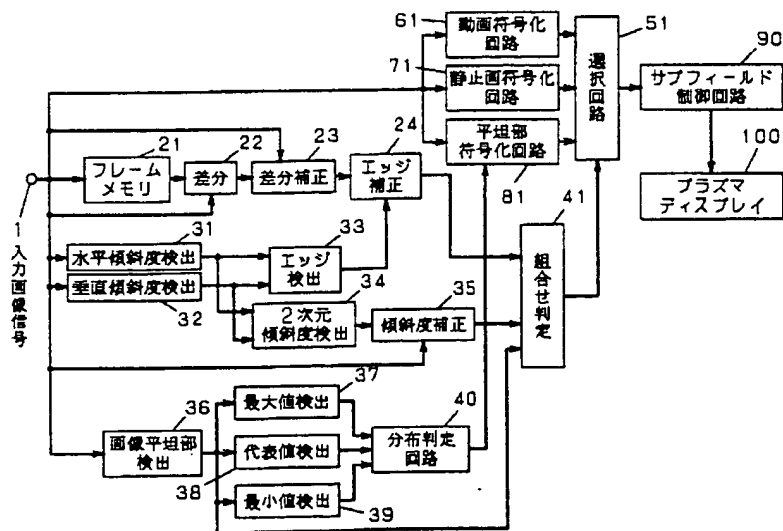 61
動画符号化
回路
51
71
静止画符号化
回路
選択回路
90
サブフィールド
制御回路
平坦部
符号化回路
81
100
プラズマ
ディスプレイ
21
フレーム
メモリ
22
差分
23
差分補正
24
エッジ
補正
1
入力画像信号
31
水平傾斜度検出
垂直傾斜度検出
32
33
エッジ
検出
34
2次元
傾斜度検出
35
傾斜度補正
41
組合せ判定
36
画像平坦部
検出
37
最大値検出
代表値検出
38
最小値検出
39
40
分布判定
回路